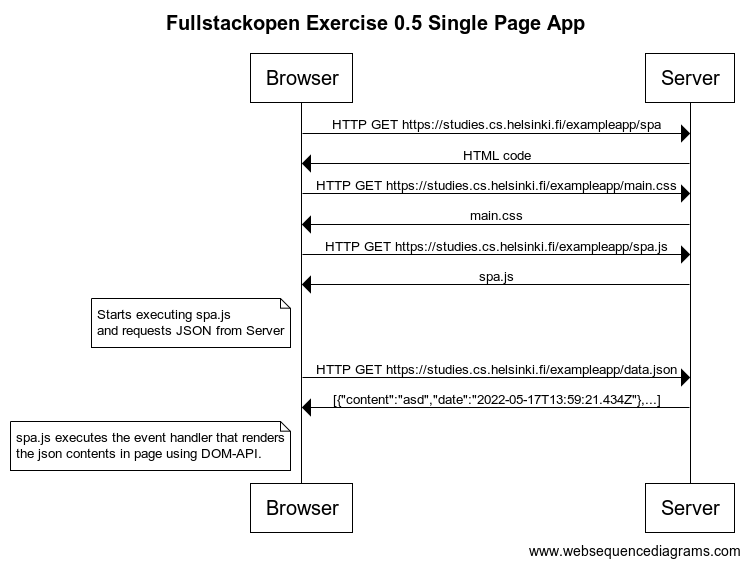 Fullstackopen Exercise 0.5 Single Page App
Browser
Server
HTTP GET https://studies.cs.helsinki.fi/exampleapp/spa
HTML code
HTTP GET https://studies.cs.helsinki.fi/exampleapp/main.css
main.css
HTTP GET https://studies.cs.helsinki.fi/exampleapp/spa.js
spa.js
Starts executing spa.js
and requests JSON from Server
HTTP GET https://studies.cs.helsinki.fi/exampleapp/data.json
[{"content":"asd","date":"2022-05-17T13:59:21.434Z"},...]
spa.js executes the event handler that renders
the json contents in page using DOM-API.
Browser
Server
www.websequencediagrams.com